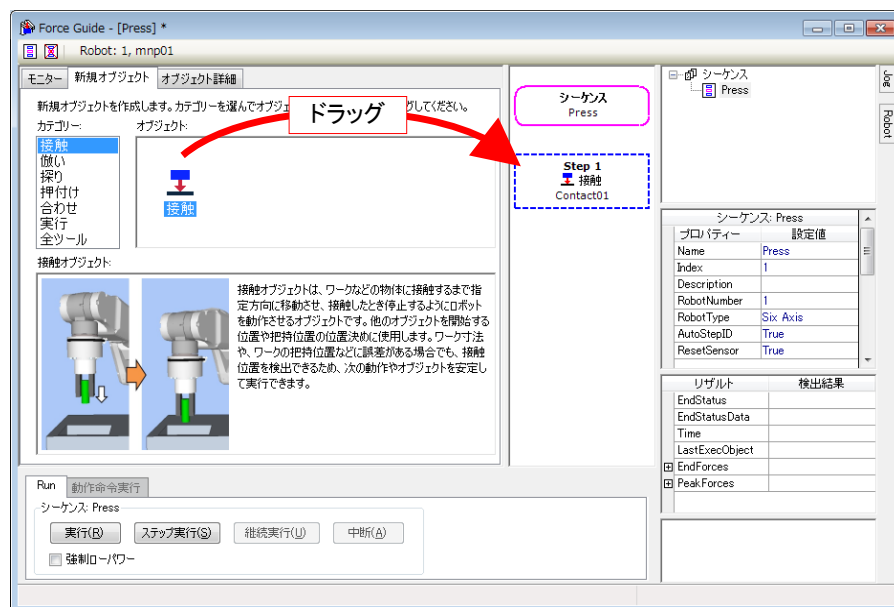 Force Guide - [Press] *
Robot: 1, mnp01
モニター 新規オブジェクト オブジェクト詳細
新規オブジェクトを作成します。カテゴリーを選んでオブジェ
グしてください。
ドラッグ
カテゴリー:
オブジェクト:
接触
倣い
探り
押付け
合わせ
実行
全ツール
接触
接触オブジェクト:
接触オブジェクトは、ワークなどの物体に接触するまで指
定方向に移動させ、接触したとき停止するようにロボット
を動作させるオブジェクトです。他のオブジェクトを開始する
位置や把持位置の位置決めに使用します。ワーク寸法
や、ワークの把持位置などに誤差がある場合でも、接触
位置を検出できるため、次の動作やオブジェクトを安定し
て実行できます。
シーケンス
Press
Step 1
接触
Contact01
シーケンス
Press
Jog
Robot
シーケンス: Press
プロパティー 設定値
Name Press
Index 1
Description
RobotNumber 1
RobotType Six Axis
AutoStepID True
ResetSensor True
リザルト 検出結果
EndStatus
EndStatusData
Time
LastExecObject
EndForces
PeakForces
Run 動作命令実行
シーケンス: Press
実行(R) ステップ実行(S) 継続実行(U) 中断(A)
強制ローパワー